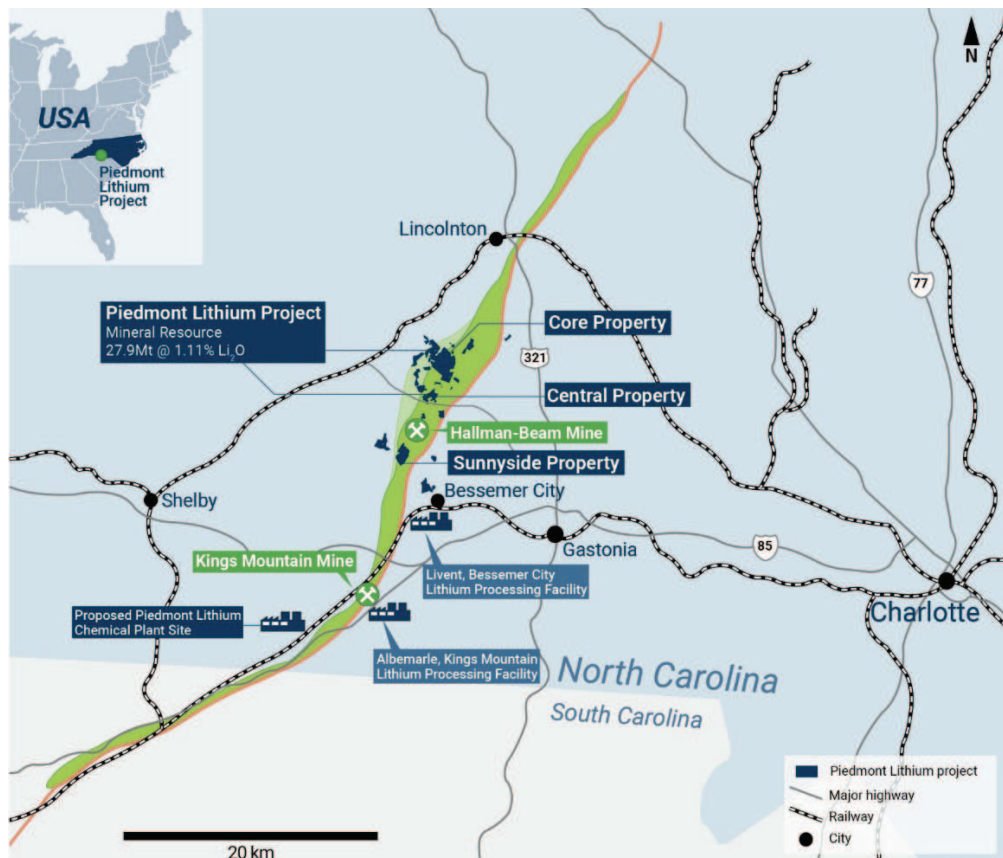 N
USA
Piedmont
Lithium
Project
Lincolnton
77
Piedmont Lithium Project
Mineral Resource
27.9Mt @ 1.11% Li₂O
Core Property
321
Central Property
Hallman-Beam Mine
Sunnyside Property
Shelby
Bessemer City
Gastonia
85
Kings Mountain Mine
Livent, Bessemer City
Lithium Processing Facility
Charlotte
Proposed Piedmont Lithium
Chemical Plant Site
Albemarle, Kings Mountain
Lithium Processing Facility
North Carolina
South Carolina
Piedmont Lithium project
Major highway
Railway
City
20 km